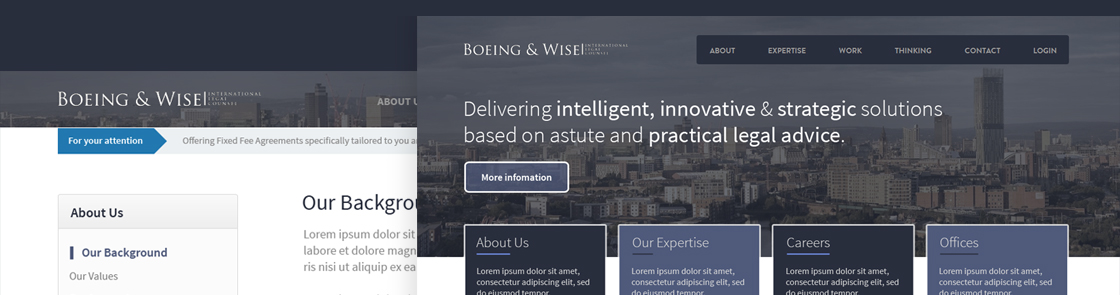 BOEING & WISE INTERNATIONAL LEGAL COUNSEL
ABOUT U
For your attention
Offering Fixed Fee Agreements specifically tailored to you a
About Us
Our Background
Our Values
Our Backgrou
Lorem ipsum dolor sit
labore et dolore magn
ris nisi ut aliquip ex ea
BOEING & WISE INTERNATIONAL LEGAL COUNSEL
ABOUT EXPERTISE WORK THINKING CONTACT LOGIN
Delivering intelligent, innovative & strategic solutions
based on astute and practical legal advice.
More infomation
About Us
Lorem ipsum dolor sit amet,
consectetur adipiscing elit, sed
do eiusmod tempor
Our Expertise
Lorem ipsum dolor sit amet,
consectetur adipiscing elit, sed
do eiusmod tempor
Careers
Lorem ipsum dolor sit amet,
consectetur adipiscing elit, sed
do eiusmod tempor
Offices
Lorem ipsum dolor sit amet,
consectetur adipiscing elit, sed
do eiusmod tempor